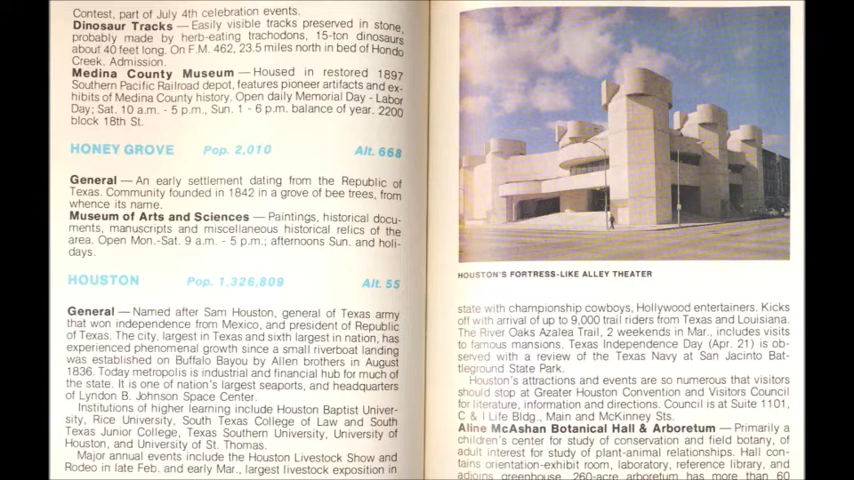 Contest, part of July 4th celebration events.
Dinosaur Tracks — Easily visible tracks preserved in stone,
probably made by herb-eating trachodons, 15-ton dinosaurs
about 40 feet long. On F.M. 462, 23.5 miles north in bed of Hondo
Creek. Admission.
Medina County Museum — Housed in restored 1897
Southern Pacific Railroad depot, features pioneer artifacts and ex-
hibits of Medina County history. Open daily Memorial Day - Labor
Day; Sat. 10 a.m. - 5 p.m., Sun. 1 - 6 p.m. balance of year. 2200
block 18th St.
HONEY GROVE Pop. 2,010 Alt. 668
General — An early settlement dating from the Republic of
Texas. Community founded in 1842 in a grove of bee trees, from
whence its name.
Museum of Arts and Sciences — Paintings, historical docu-
ments, manuscripts and miscellaneous historical relics of the
area. Open Mon.-Sat. 9 a.m. - 5 p.m.; afternoons Sun. and holi-
days.
HOUSTON Pop. 1,326,809 Alt. 55
General — Named after Sam Houston, general of Texas army
that won independence from Mexico, and president of Republic
of Texas. The city, largest in Texas and sixth largest in nation, has
experienced phenomenal growth since a small riverboat landing
was established on Buffalo Bayou by Allen brothers in August
1836. Today metropolis is industrial and financial hub for much of
the state. It is one of nation's largest seaports, and headquarters
of Lyndon B. Johnson Space Center.
Institutions of higher learning include Houston Baptist Univer-
sity, Rice University, South Texas College of Law and South
Texas Junior College, Texas Southern University, University of
Houston, and University of St. Thomas.
Major annual events include the Houston Livestock Show and
Rodeo in late Feb. and early Mar., largest livestock exposition in
HOUSTON'S FORTRESS-LIKE ALLEY THEATER
state with championship cowboys, Hollywood entertainers. Kicks
off with arrival of up to 9,000 trail riders from Texas and Louisiana.
The River Oaks Azalea Trail, 2 weekends in Mar., includes visits
to famous mansions. Texas Independence Day (Apr. 21) is ob-
served with a review of the Texas Navy at San Jacinto Bat-
tleground State Park.
Houston's attractions and events are so numerous that visitors
should stop at Greater Houston Convention and Visitors Council
for literature, information and directions. Council is at Suite 1101,
C & I Life Bldg., Main and McKinney Sts.
Aline McAshan Botanical Hall & Arboretum — Primarily a
children's center for study of conservation and field botany, of
adult interest for study of plant-animal relationships. Hall con-
tains orientation-exhibit room, laboratory, reference library, and
adjoins greenhouse. 260-acre arboretum has more than 60